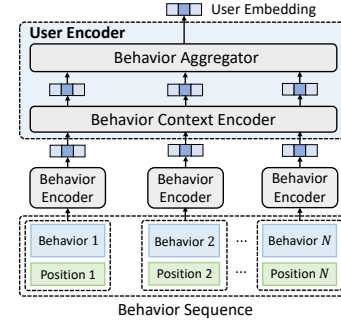 User Embedding
User Encoder
Behavior Aggregator
Behavior Context Encoder
Behavior Encoder
Behavior Encoder
Behavior Encoder
Behavior 1
Behavior 2
...
Behavior N
Position 1
Position 2
...
Position N
Behavior Sequence